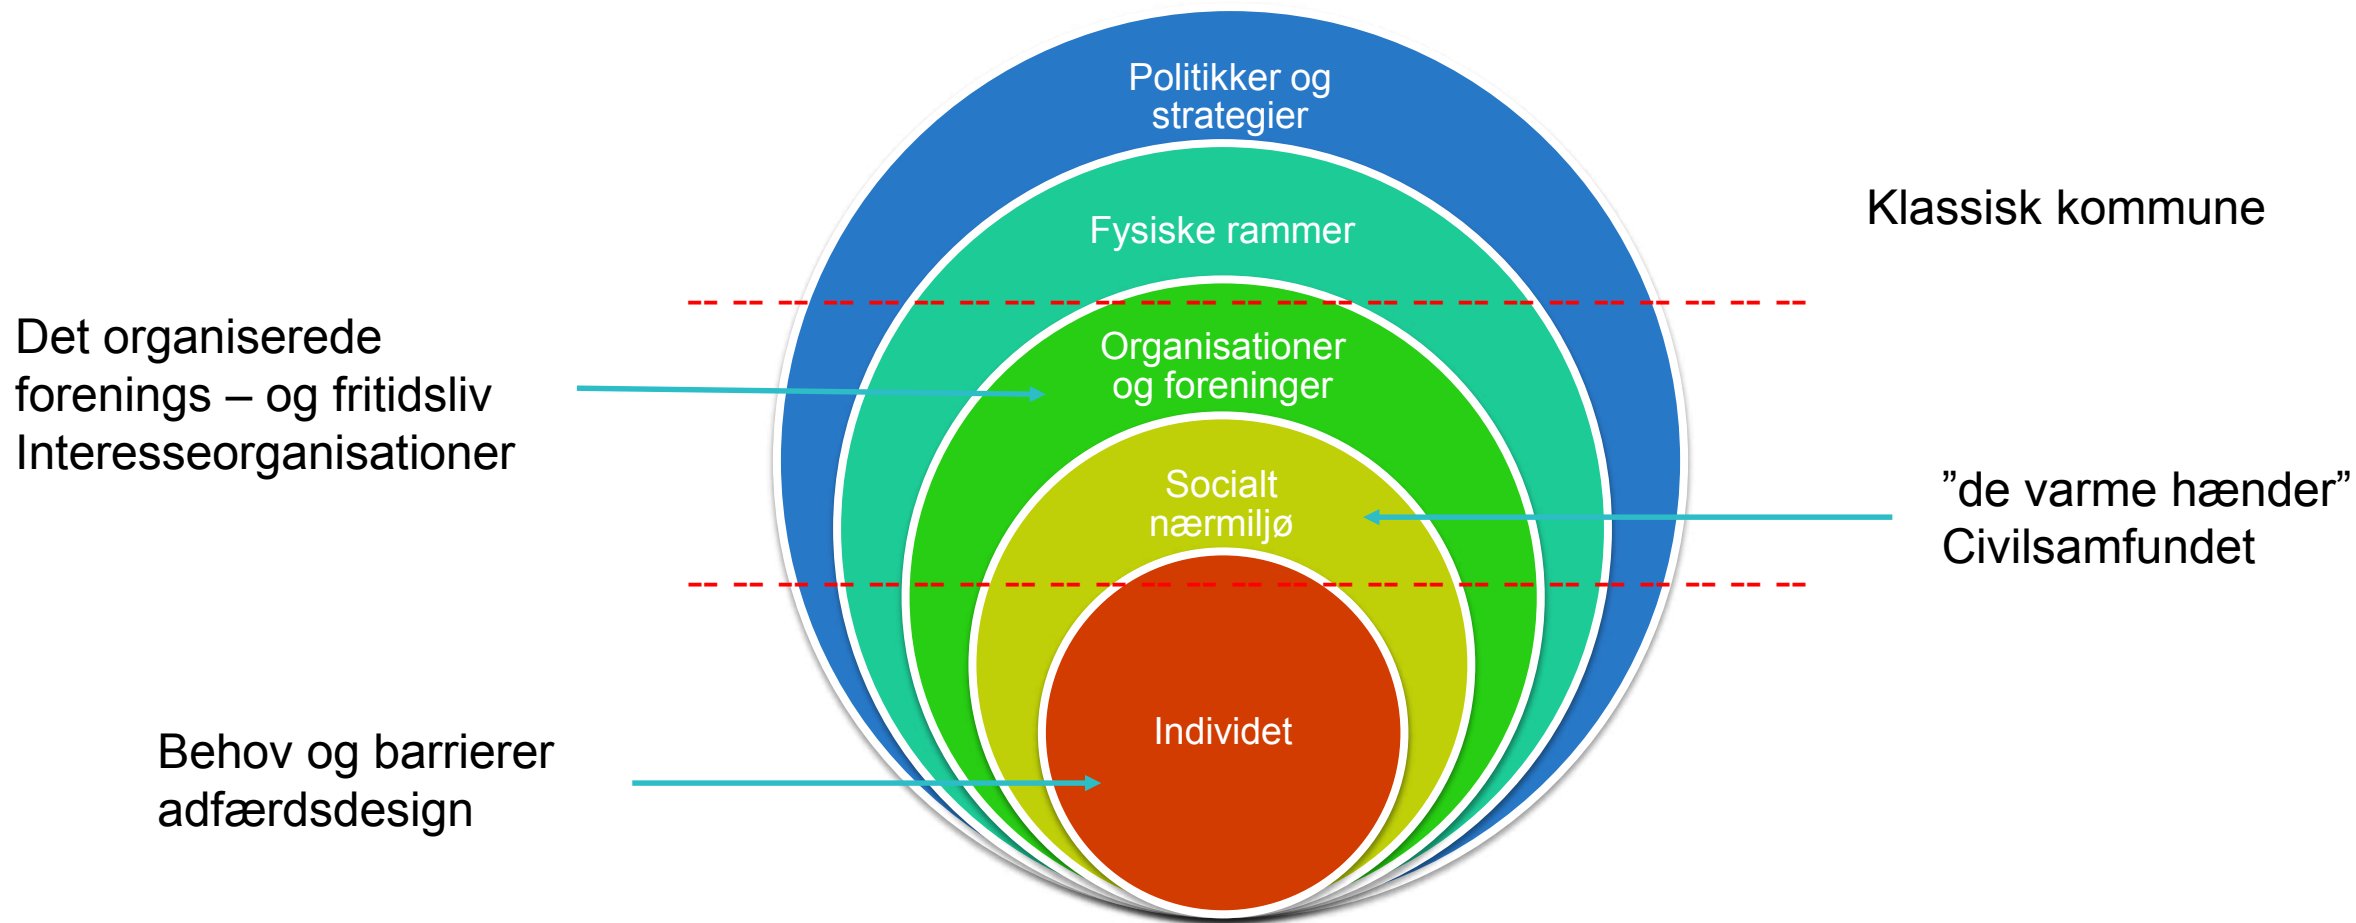 Politikker og
strategier
Fysiske rammer
Klassisk kommune
Det organiserede
forenings – og fritidsliv
Interesseorganisationer
Organisationer
og foreninger
Socialt
nærmiljø
”de varme hænder”
Civilsamfundet
Individet
Behov og barrierer
adfærdsdesign